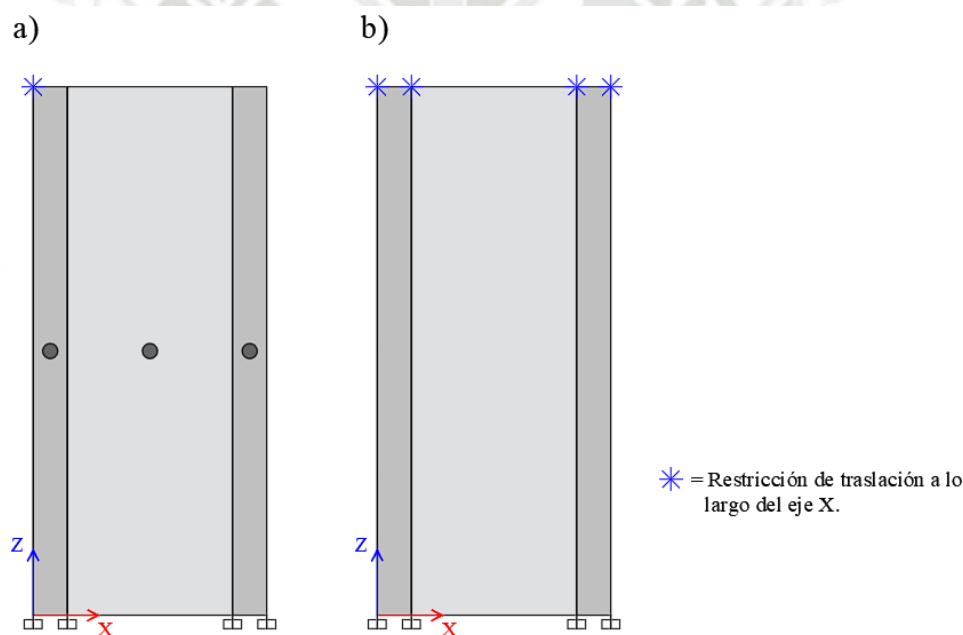 a)
b)
Z
X
Z
X
= Restricción de traslación a lo
largo del eje X.